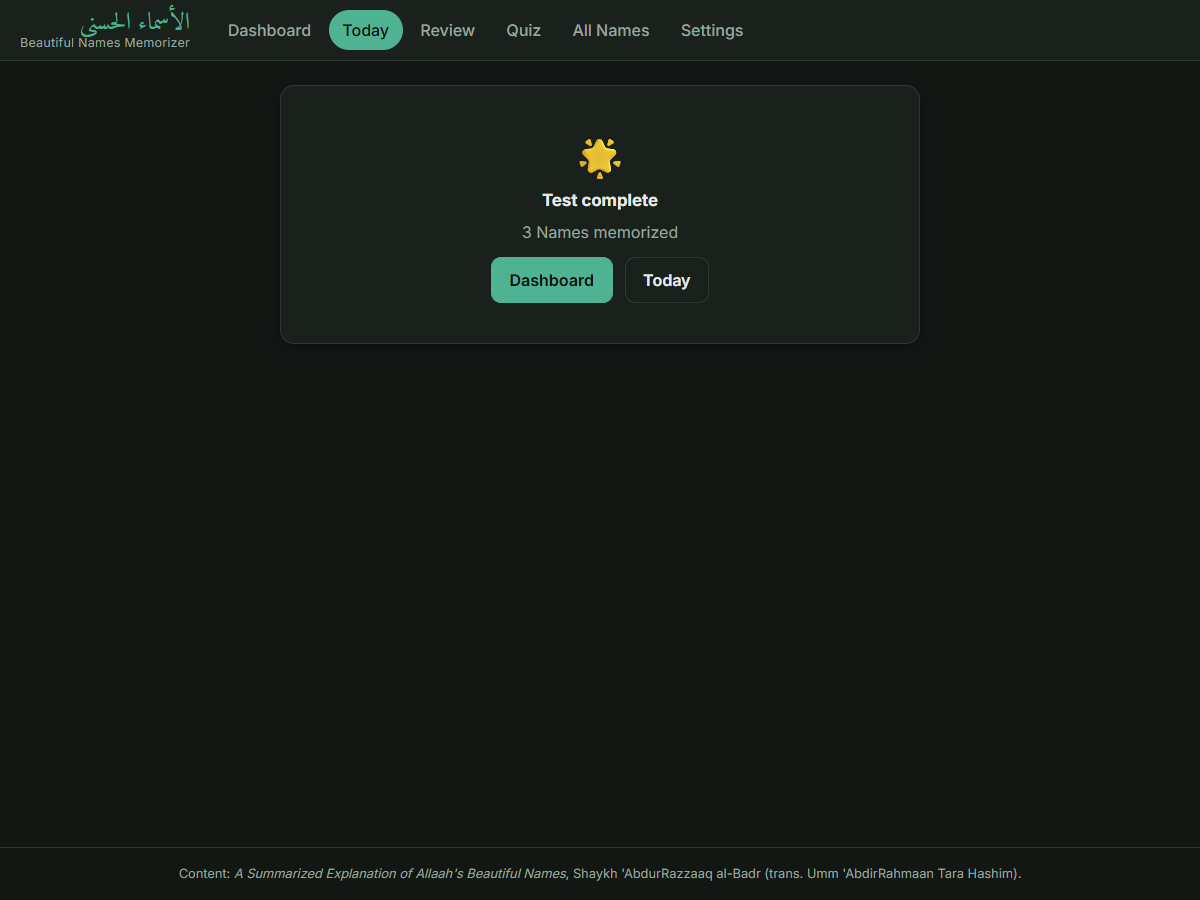 الأسماء الحسنى
Beautiful Names Memorizer
Dashboard
Today
Review
Quiz
All Names
Settings
Test complete
3 Names memorized
Dashboard
Today
Content: A Summarized Explanation of Allaah's Beautiful Names, Shaykh 'AbdurRazzaaq al-Badr (trans. Umm 'AbdirRahmaan Tara Hashim).